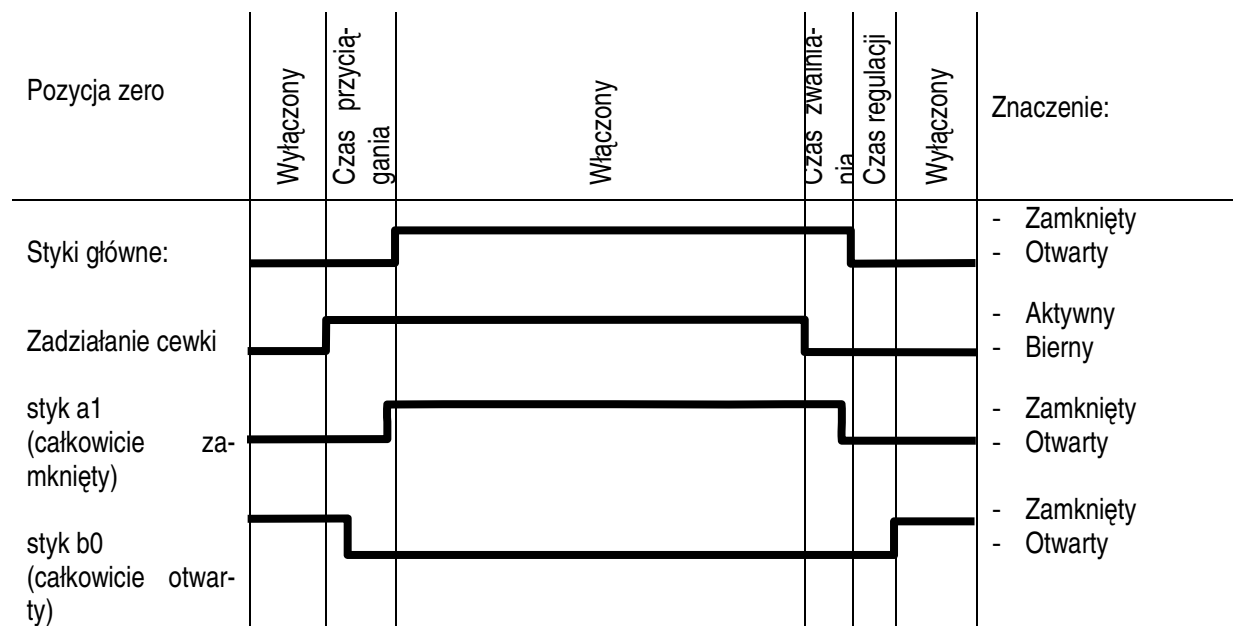 Pozycja zero
Wyłączony
Czas przycią-
gania
Włączony
Czas zwalnia-
nia
Czas regulacji
Wyłączony
Znaczenie:
Styki główne:
- Zamknięty
- Otwarty
Zadziałanie cewki
- Aktywny
- Bierny
styk a1
(całkowicie za-
mknięty)
- Zamknięty
- Otwarty
styk b0
(całkowicie otwar-
ty)
- Zamknięty
- Otwarty